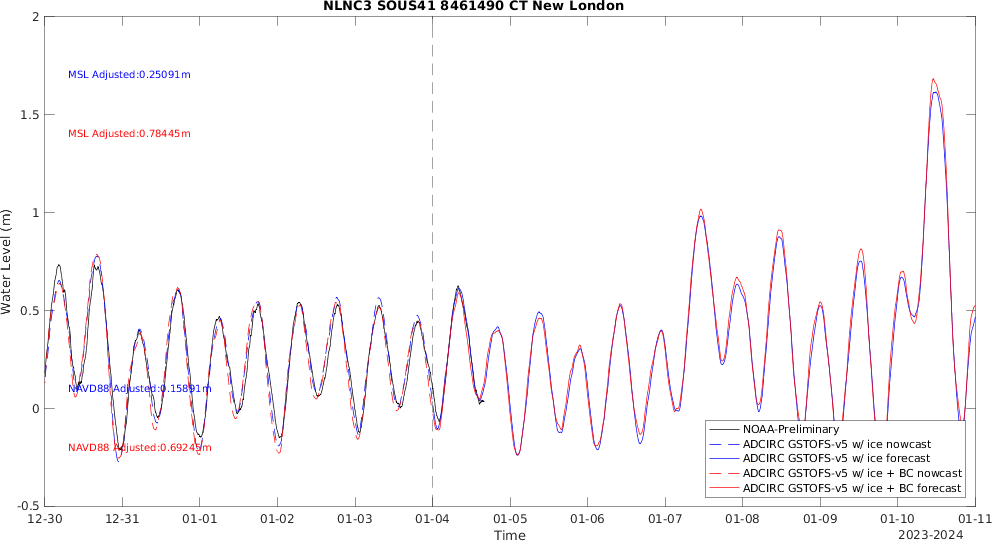 NLNC3 SOUS41 8461490 CT New London
2
1.5
1
0.5
0
-0.5
Water Level (m)
MSL Adjusted:0.25091m
MSL Adjusted:0.78445m
NAVD88 Adjusted:0.15891m
NAVD88 Adjusted:0.69245m
NOAA-Preliminary
ADCIRC GSTOFS-v5 w/ ice nowcast
ADCIRC GSTOFS-v5 w/ ice forecast
ADCIRC GSTOFS-v5 w/ ice + BC nowcast
ADCIRC GSTOFS-v5 w/ ice + BC forecast
12-30 12-31 01-01 01-02 01-03 01-04 01-05 01-06 01-07 01-08 01-09 01-10 01-11
Time
2023-2024